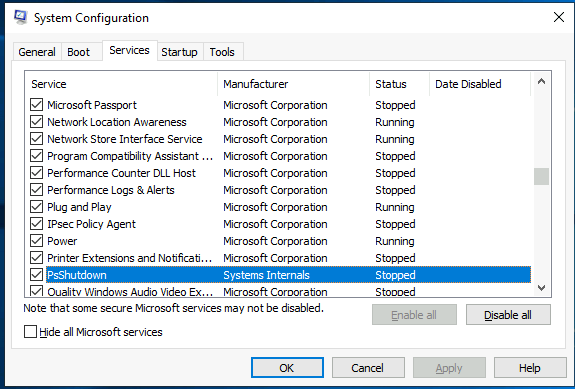 System Configuration
General Boot Services Startup Tools
Service Manufacturer Status Date Disabled
Microsoft Passport Microsoft Corporation Stopped
Network Location Awareness Microsoft Corporation Running
Network Store Interface Service Microsoft Corporation Running
Program Compatibility Assistant ... Microsoft Corporation Stopped
Performance Counter DLL Host Microsoft Corporation Stopped
Performance Logs & Alerts Microsoft Corporation Stopped
Plug and Play Microsoft Corporation Running
IPsec Policy Agent Microsoft Corporation Stopped
Power Microsoft Corporation Running
Printer Extensions and Notificati... Microsoft Corporation Stopped
PsShutdown Systems Internals Stopped
Quality Windows Audio Video Ex... Microsoft Corporation Stopped
Note that some secure Microsoft services may not be disabled.
Enable all Disable all
Hide all Microsoft services
OK Cancel Apply Help